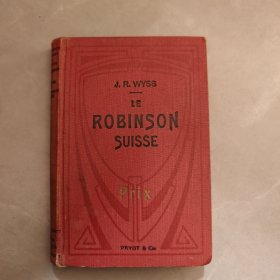 J. R. WYSS
LE
ROBINSON
SUISSE
Prix
PAYOT & Cie